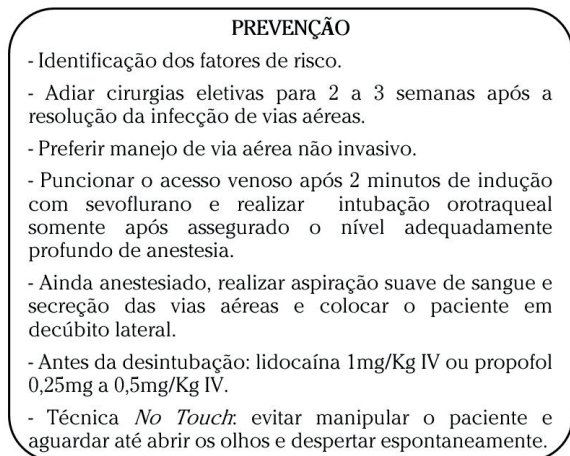 PREVENÇÃO
- Identificação dos fatores de risco.
- Adiar cirurgias eletivas para 2 a 3 semanas após a
resolução da infecção de vias aéreas.
- Preferir manejo de via aérea não invasivo.
- Puncionar o acesso venoso após 2 minutos de indução
com sevoflurano e realizar intubação orotraqueal
somente após assegurado o nível adequadamente
profundo de anestesia.
- Ainda anestesiado, realizar aspiração suave de sangue e
secreção das vias aéreas e colocar o paciente em
decúbito lateral.
- Antes da desintubação: lidocaína 1mg/Kg IV ou propofol
0,25mg a 0,5mg/Kg IV.
- Técnica No Touch: evitar manipular o paciente e
aguardar até abrir os olhos e despertar espontaneamente.